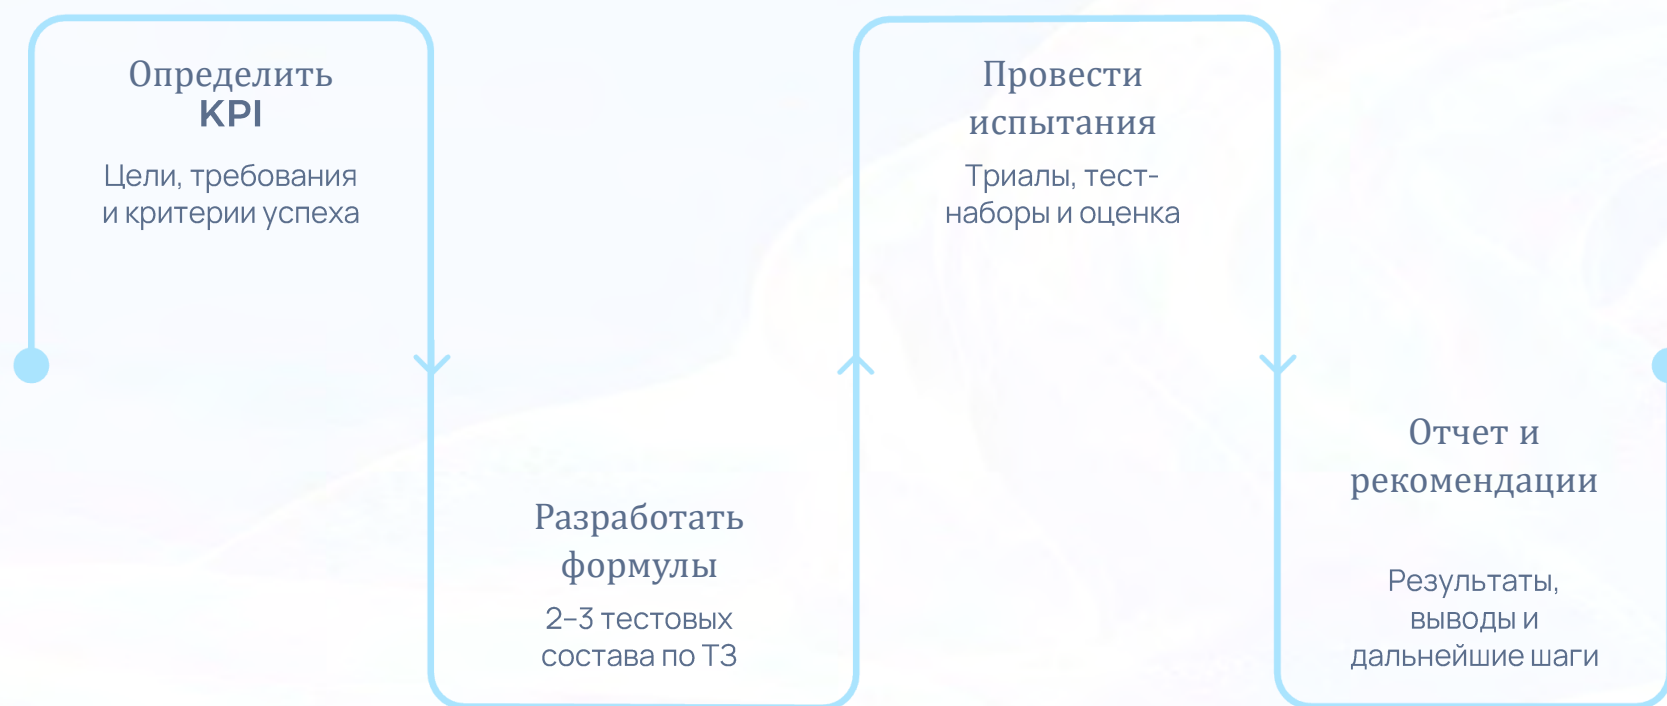 Определить
KPI
Цели, требования
и критерии успеха
Разработать
формулы
2–3 тестовых
состава по ТЗ
Провести
испытания
Триалы, тест-
наборы и оценка
Отчет и
рекомендации
Результаты,
выводы и
дальнейшие шаги